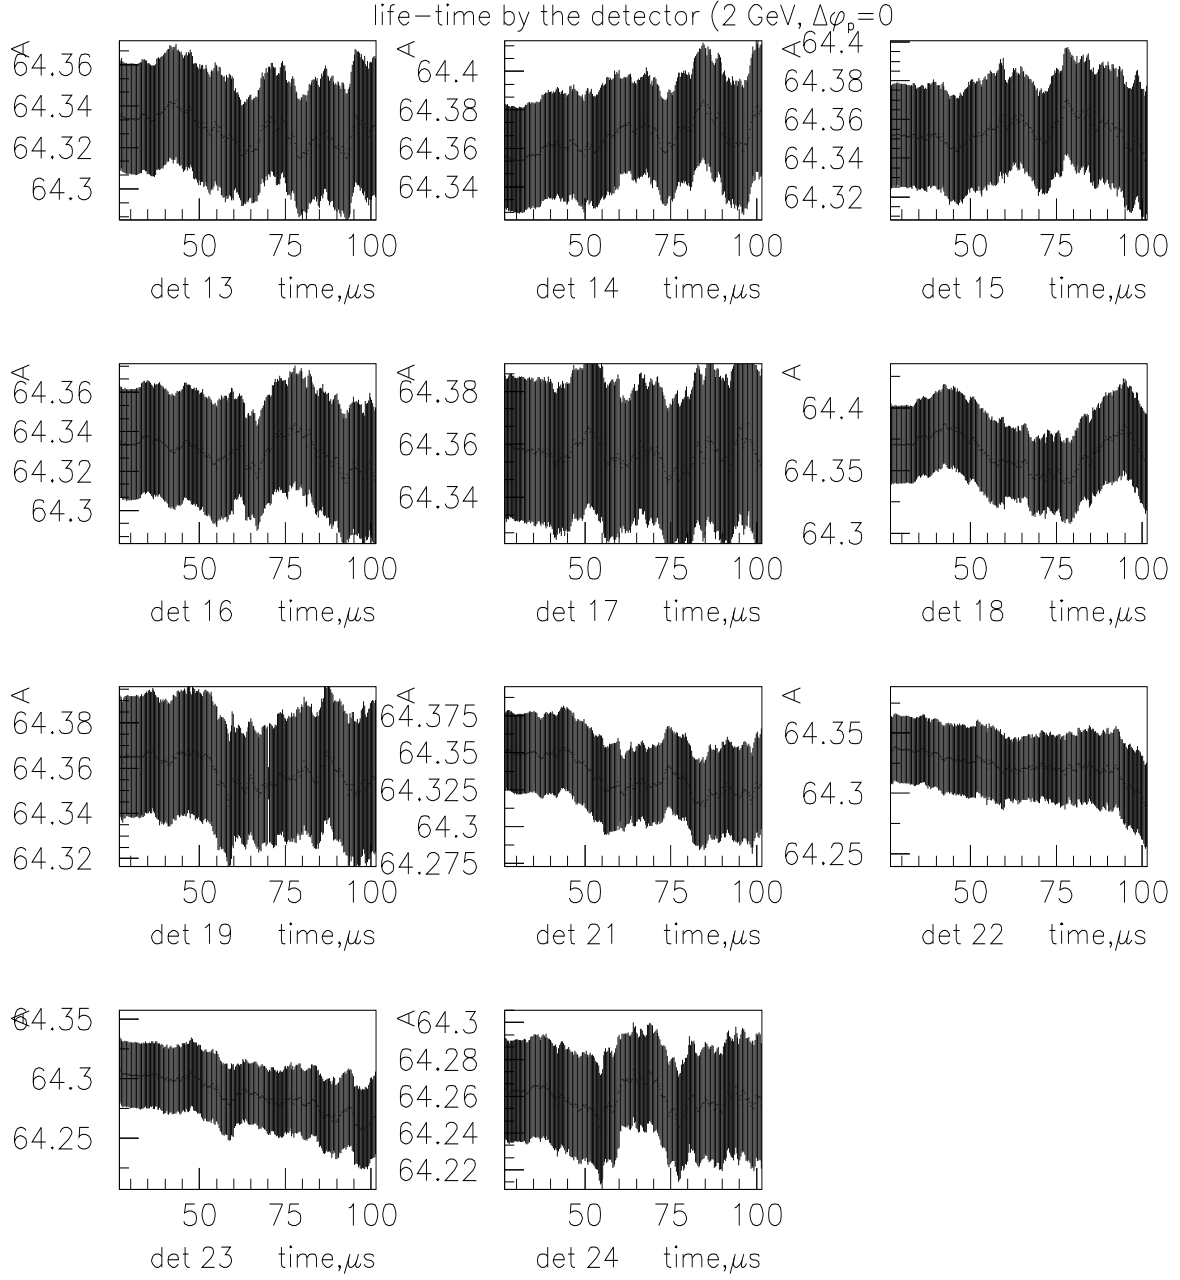 life-time by the detector (2 GeV, Δφp=0
A A A
64.36 64.4 64.4
64.34 64.38 64.38
64.32 64.36 64.36
64.3 64.34 64.34
64.32
50 75 100 50 75 100 50 75 100
det 13 time,μs det 14 time,μs det 15 time,μs
A A A
64.36 64.38 64.4
64.34 64.36 64.35
64.32 64.34 64.3
64.3
50 75 100 50 75 100 50 75 100
det 16 time,μs det 17 time,μs det 18 time,μs
A A A
64.38 64.375 64.35
64.36 64.35 64.3
64.34 64.325 64.25
64.32 64.3
64.275
50 75 100 50 75 100 50 75 100
det 19 time,μs det 21 time,μs det 22 time,μs
A A
64.35 64.3
64.3 64.28
64.25 64.26
64.24
64.22
50 75 100 50 75 100
det 23 time,μs det 24 time,μs